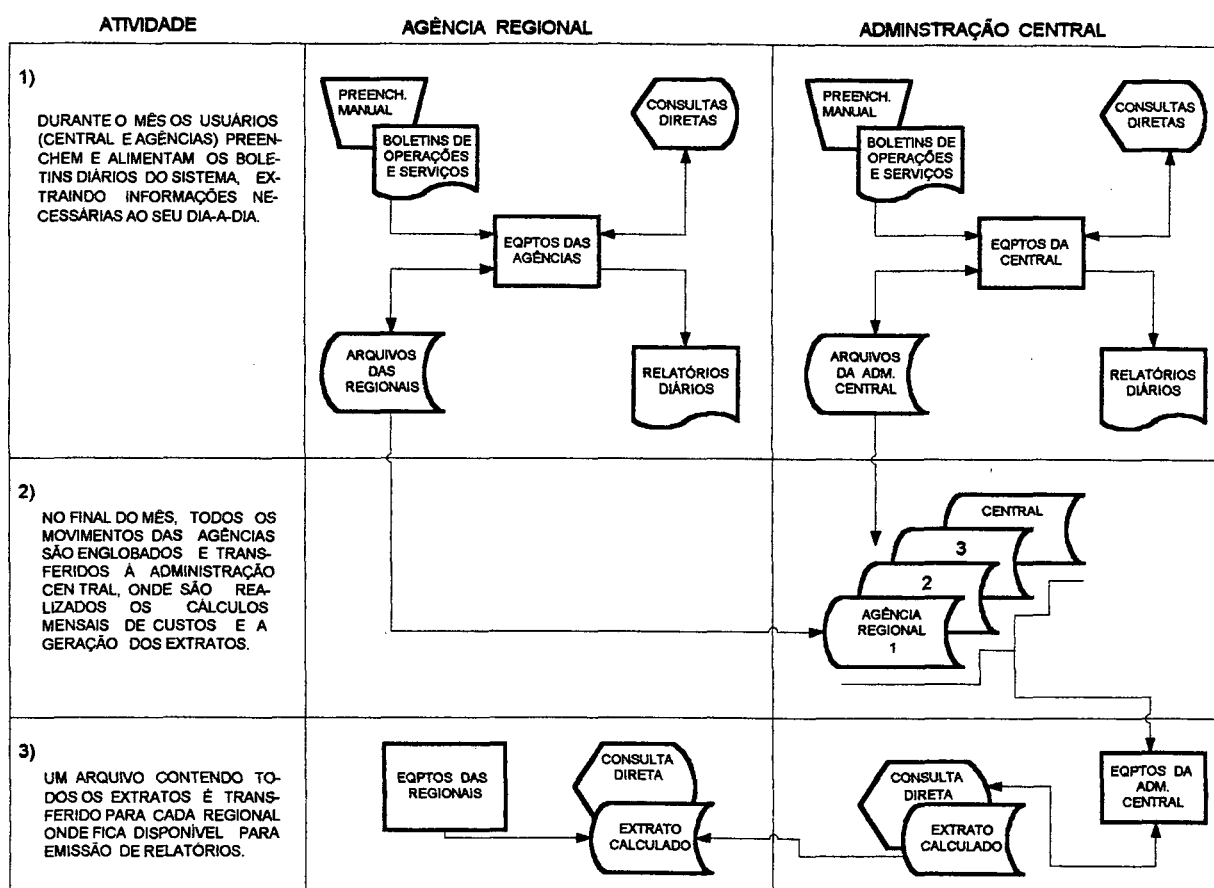 ATIVIDADE
AGÊNCIA REGIONAL
ADMINSTRAÇÃO CENTRAL
1)
DURANTE O MÊS OS USUÁRIOS
(CENTRAL E AGÊNCIAS) PREEN-
CHEM E ALIMENTAM OS BOLE-
TINS DIÁRIOS DO SISTEMA, EX-
TRAINDO INFORMAÇÕES NE-
CESSÁRIAS AO SEU DIA-A-DIA.
PREENCH.
MANUAL
BOLETINS DE
OPERAÇÕES
E SERVIÇOS
CONSULTAS
DIRETAS
EQPTOS DAS
AGÊNCIAS
ARQUIVOS
DAS
REGIONAIS
RELATÓRIOS
DIÁRIOS
PREENCH.
MANUAL
BOLETINS DE
OPERAÇÕES
E SERVIÇOS
CONSULTAS
DIRETAS
EQPTOS DA
CENTRAL
ARQUIVOS
DA ADM.
CENTRAL
RELATÓRIOS
DIÁRIOS
2)
NO FINAL DO MÊS, TODOS OS
MOVIMENTOS DAS AGÊNCIAS
SÃO ENGLOBADOS E TRANS-
FERIDOS À ADMINISTRAÇÃO
CEN TRAL, ONDE SÃO REA-
LIZADOS OS CÁLCULOS
MENSAIS DE CUSTOS E A
GERAÇÃO DOS EXTRATOS.
CENTRAL
3
2
AGÊNCIA
REGIONAL
1
3)
UM ARQUIVO CONTENDO TO-
DOS OS EXTRATOS É TRANS-
FERIDO PARA CADA REGIONAL
ONDE FICA DISPONÍVEL PARA
EMISSÃO DE RELATÓRIOS.
EQPTOS DAS
REGIONAIS
CONSULTA
DIRETA
EXTRATO
CALCULADO
CONSULTA
DIRETA
EXTRATO
CALCULADO
EQPTOS DA
ADM.
CENTRAL